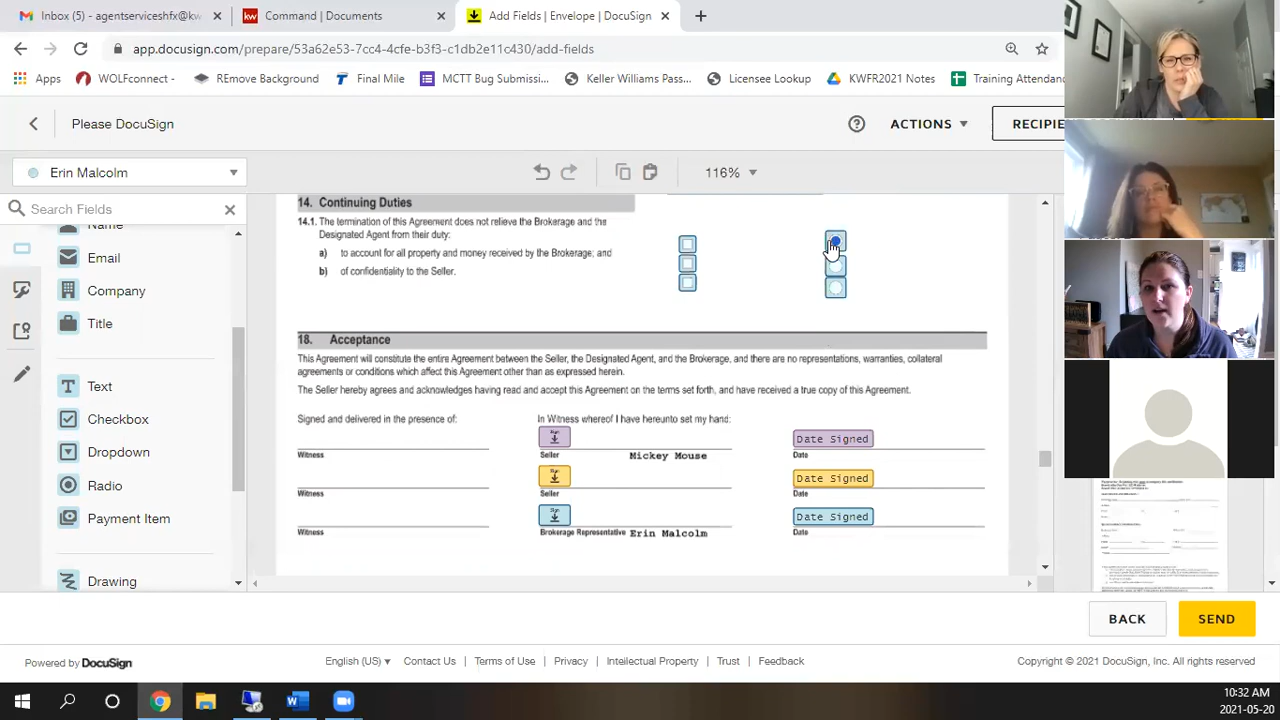 Inbox (5) - agentserviceshfx@kw
Command | Documents
Add Fields | Envelope | DocuSign
app.docusign.com/prepare/53a62e53-7cc4-4cfe-b3f3-c1db2e11c430/add-fields
Apps
WOLFconnect -
REmove Background
Final Mile
MCTT Bug Submissi...
Keller Williams Pass...
Licensee Lookup
KWFR2021 Notes
Training Attendan
Please DocuSign
ACTIONS
RECIPIE
Erin Malcolm
116%
Search Fields
Name
Email
Company
Title
Text
Checkbox
Dropdown
Radio
Payment Item
Drawing
14. Continuing Duties
14.1. The termination of this Agreement does not relieve the Brokerage and the
Designated Agent from their duty:
a) to account for all property and money received by the Brokerage; and
b) of confidentiality to the Seller.
18. Acceptance
This Agreement will constitute the entire Agreement between the Seller, the Designated Agent, and the Brokerage, and there are no representations, warranties, collateral
agreements or conditions which affect this Agreement other than as expressed herein.
The Seller hereby agrees and acknowledges having read and accept this Agreement on the terms set forth, and have received a true copy of this Agreement.
Signed and delivered in the presence of:
In Witness whereof I have hereunto set my hand:
Sign
Date Signed
Witness
Seller
Mickey Mouse
Date
Sign
Date Signed
Witness
Seller
Date
Sign
Date Signed
Witness
Brokerage Representative Erin Malcolm
Date
BACK
SEND
Powered by DocuSign
English (US)
Contact Us
Terms of Use
Privacy
Intellectual Property
Trust
Feedback
Copyright © 2021 DocuSign, Inc. All rights reserved
10:32 AM
2021-05-20